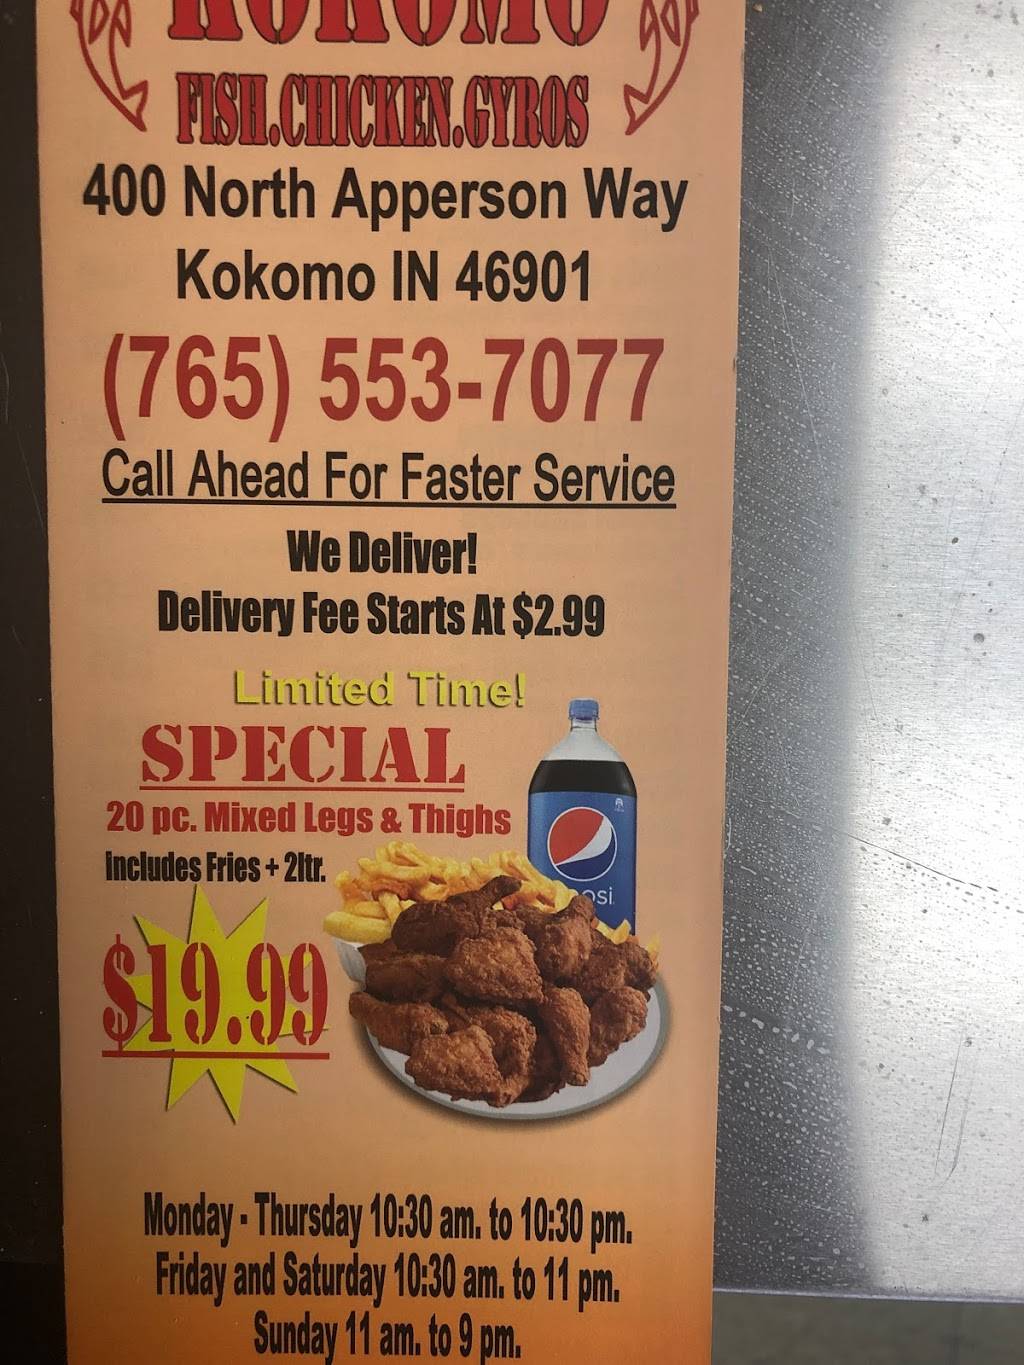 KOKOMO
FISH.CHICKEN.GYROS
400 North Apperson Way
Kokomo IN 46901
(765) 553-7077
Call Ahead For Faster Service
We Deliver!
Delivery Fee Starts At $2.99
Limited Time!
SPECIAL
20 pc. Mixed Legs & Thighs
includes Fries + 2ltr.
$19.99
osi
Monday - Thursday 10:30 am. to 10:30 pm.
Friday and Saturday 10:30 am. to 11 pm.
Sunday 11 am. to 9 pm.